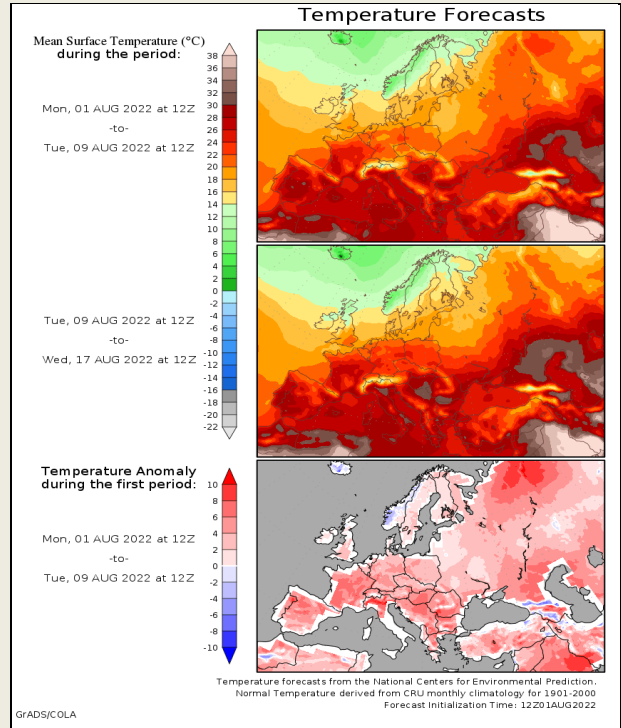 Temperature Forecasts
Mean Surface Temperature (°C)
during the period:
38
36
34
32
30
28
26
24
22
20
18
16
14
12
10
8
6
4
2
0
-2
-4
-6
-8
-10
-12
-14
-16
-18
-20
-22
Mon, 01 AUG 2022 at 12Z
-to-
Tue, 09 AUG 2022 at 12Z
Tue, 09 AUG 2022 at 12Z
-to-
Wed, 17 AUG 2022 at 12Z
Temperature Anomaly
during the first period:
10
8
6
4
2
0
-2
-4
-6
-8
-10
Mon, 01 AUG 2022 at 12Z
-to-
Tue, 09 AUG 2022 at 12Z
Temperature forecasts from the National Centers for Environmental Prediction.
Normal Temperature derived from CRU monthly climatology for 1901-2000
Forecast Initialization Time: 12Z01AUG2022
GrADS/COLA